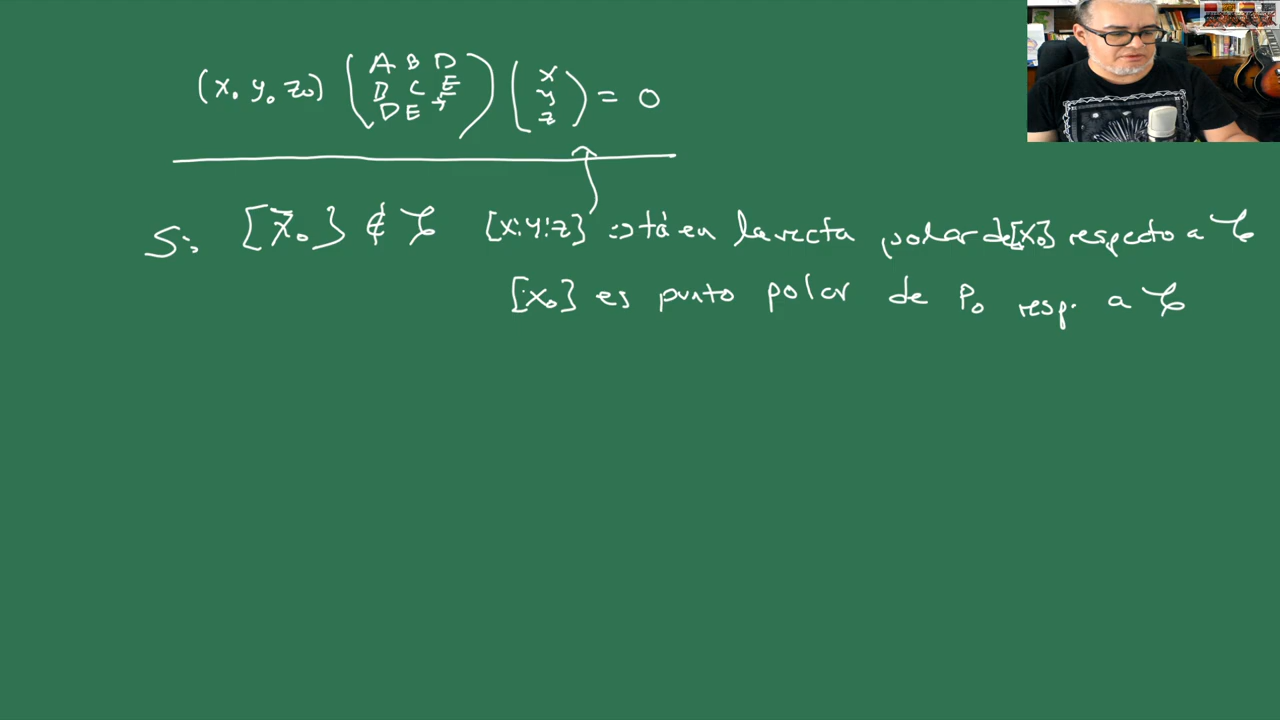 (x₀ y₀ z₀) ( A B D / B C E / D E F ) ( x / y / z ) = 0
Si [x₀] ∉ 𝒞 [x:y:z] está en la recta polar de [x₀] respecto a 𝒞
[x₀] es punto polar de P₀ resp. a 𝒞